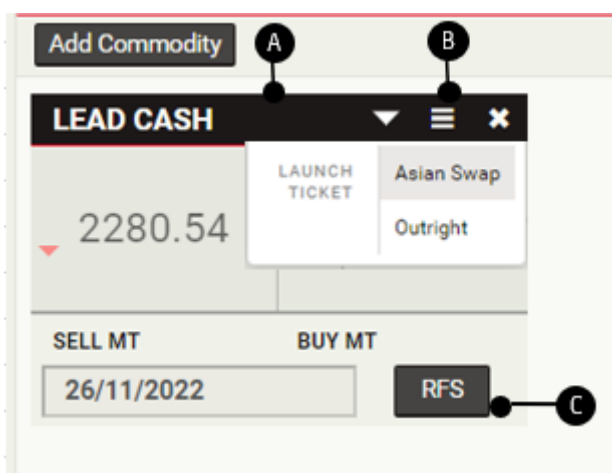 Add Commodity
A
B
LEAD CASH
LAUNCH
TICKET
Asian Swap
Outright
2280.54
SELL MT
BUY MT
26/11/2022
RFS
C